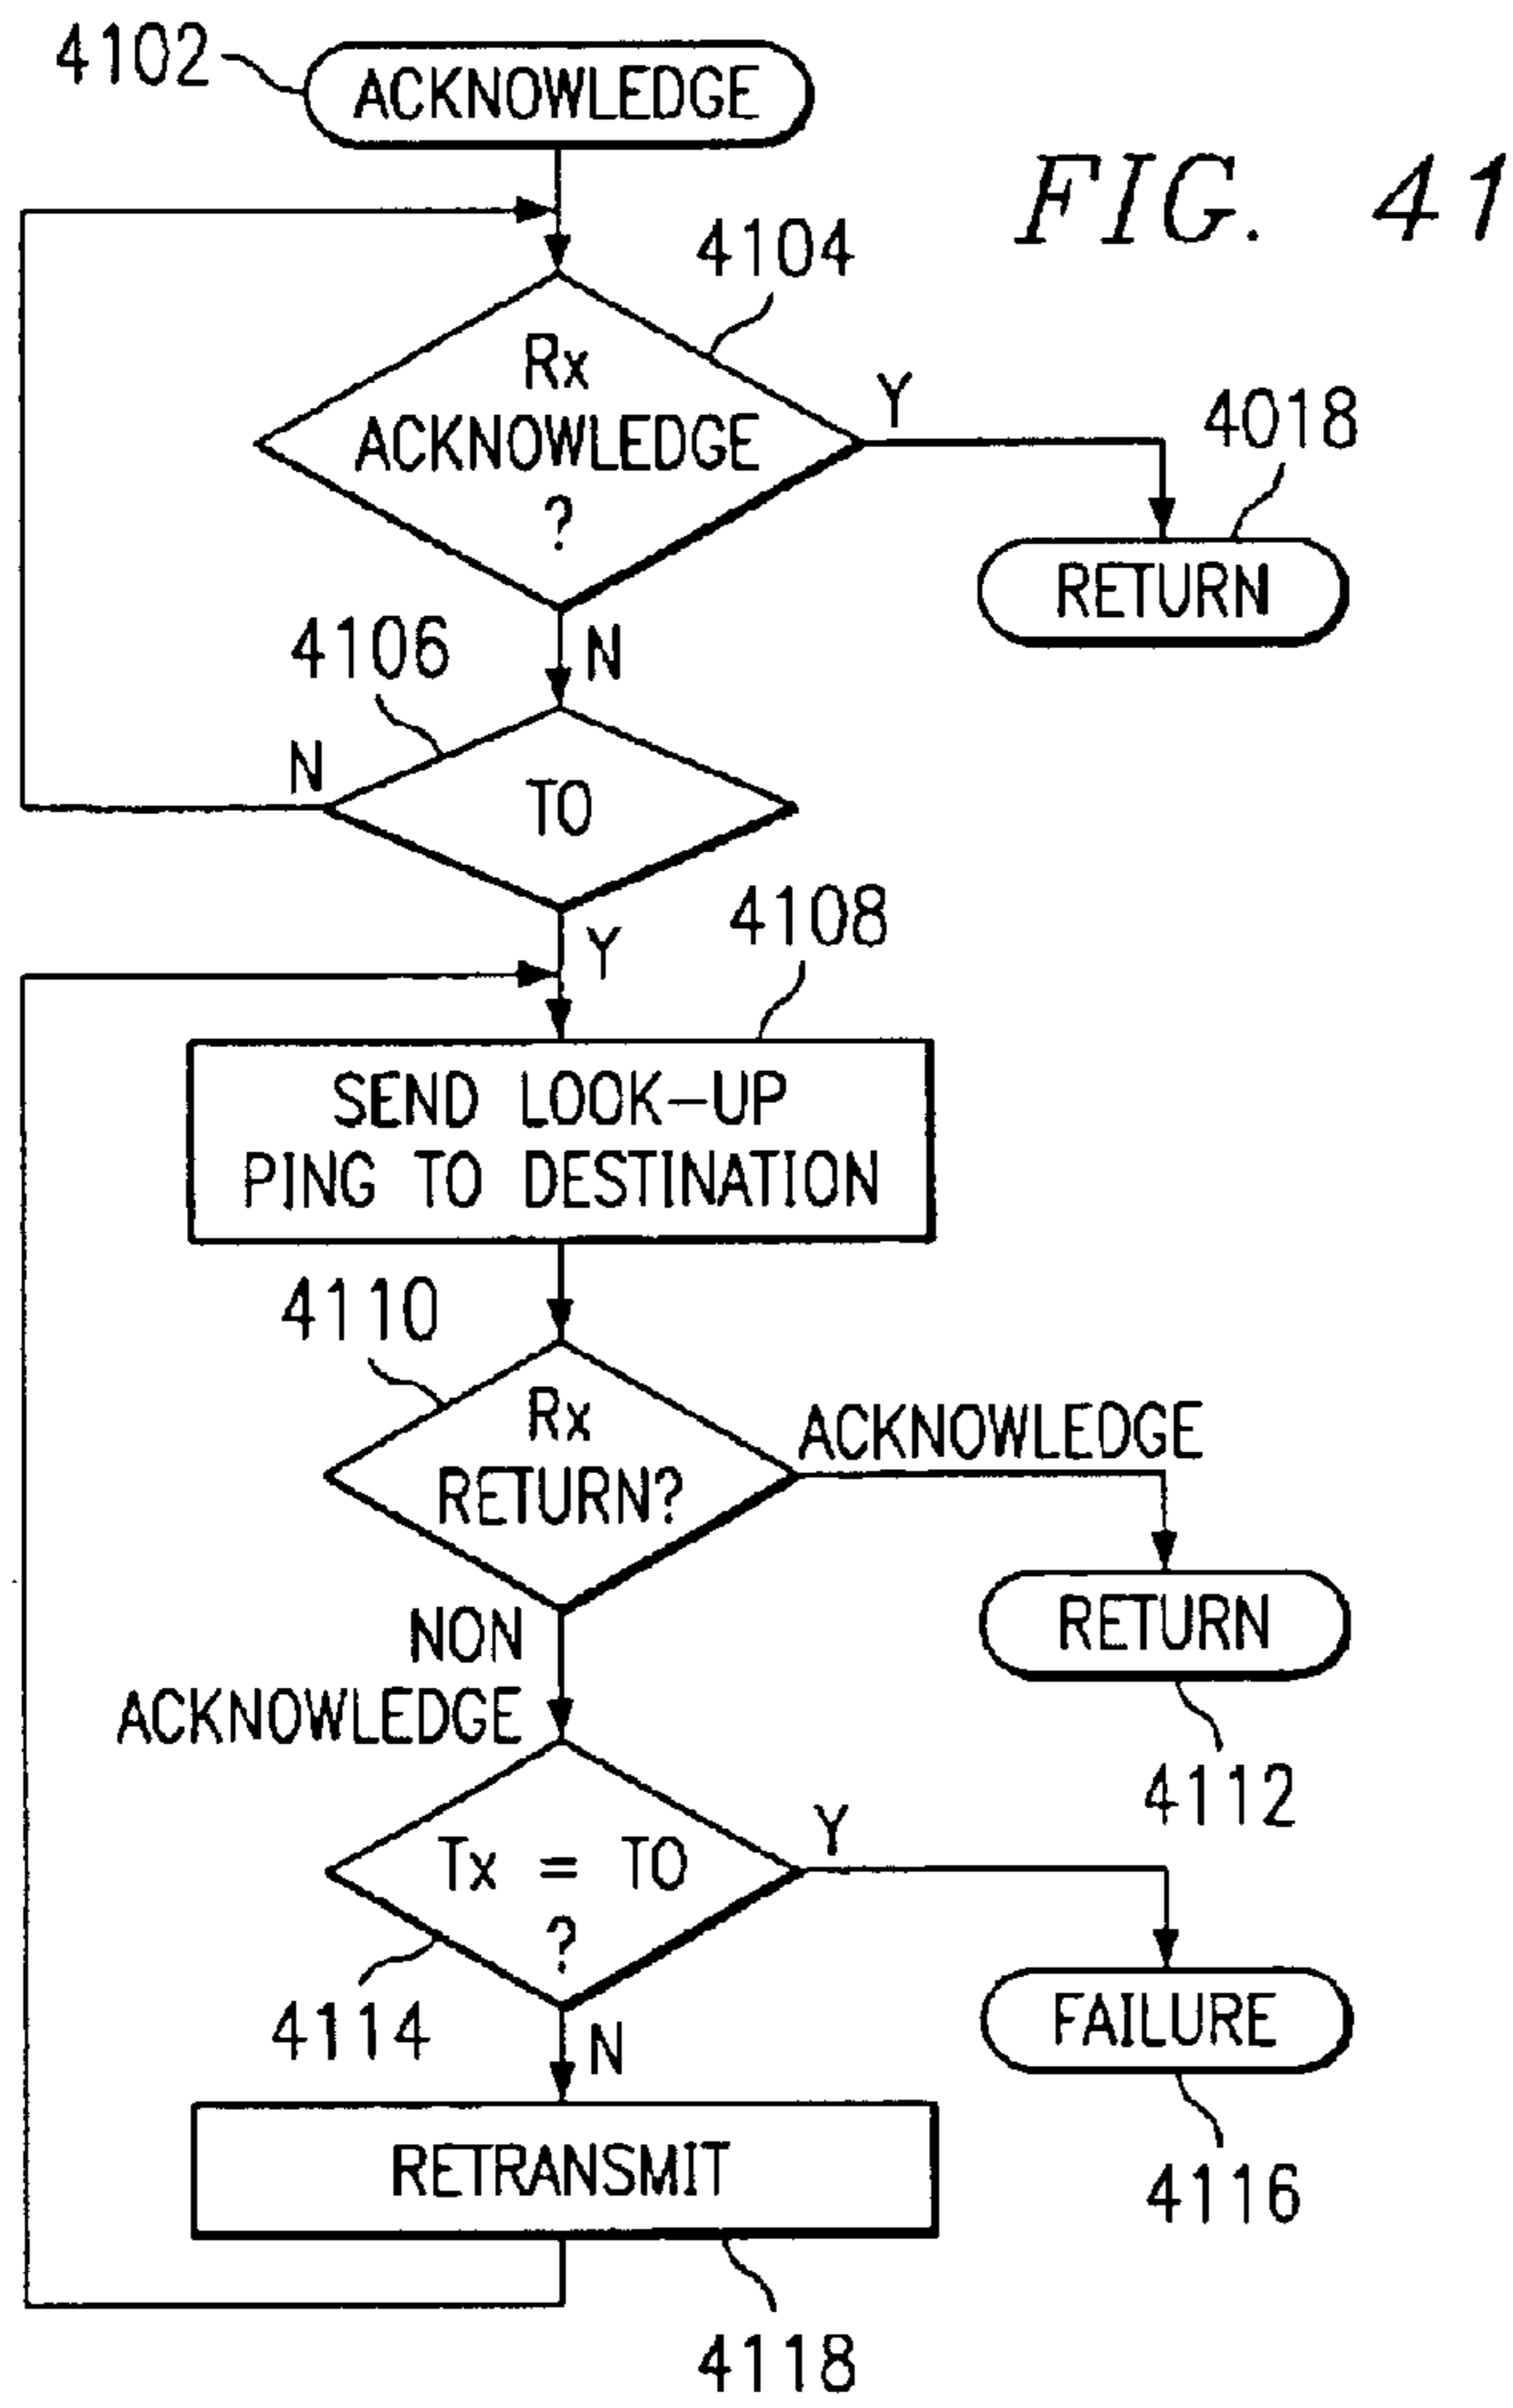 4102
ACKNOWLEDGE
FIG. 41
4104
Rx
ACKNOWLEDGE
?
Y
4018
RETURN
4106
N
N
TO
4108
Y
SEND LOOK-UP
PING TO DESTINATION
4110
Rx
RETURN?
ACKNOWLEDGE
RETURN
NON
ACKNOWLEDGE
4112
Tx = TO
?
Y
4114
N
FAILURE
RETRANSMIT
4116
4118